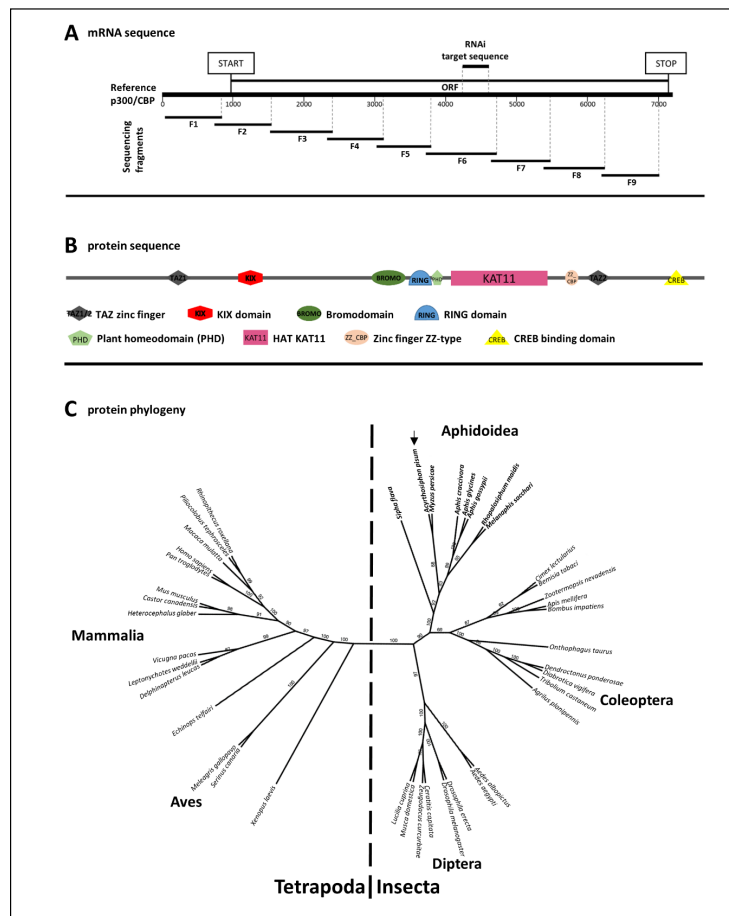 A mRNA sequence
RNAi
target sequence
START
STOP
ORF
Reference
p300/CBP
0 1000 2000 3000 4000 5000 6000 7000
Sequencing
fragments
F1
F2
F3
F4
F5
F6
F7
F8
F9
B protein sequence
TAZ1 KIX BROMO RING PHD KAT11 ZZ_CBP TAZ2 CREB
TAZ1/2 TAZ zinc finger
KIX KIX domain
BROMO Bromodomain
RING RING domain
PHD Plant homeodomain (PHD)
KAT11 HAT KAT11
ZZ_CBP Zinc finger ZZ-type
CREB CREB binding domain
C protein phylogeny
Aphidoidea
Sipha flava
Acyrthosiphon pisum
Myzus persicae
Aphis craccivora
Aphis glycines
Aphis gossypii
Rhopalosiphum maidis
Melanaphis sacchari
Cimex lectularius
Bemisia tabaci
Zootermopsis nevadensis
Apis mellifera
Bombus impatiens
Onthophagus taurus
Dendroctonus ponderosae
Diabrotica vigifera
Tribolium castaneum
Agrilus planipennis
Coleoptera
Aedes albopictus
Aedes aegypti
Drosophila erecta
Drosophila melanogaster
Ceratitis capitata
Zeugodacus curcurbitae
Musca domestica
Lucilia cuprina
Diptera
Rhinopithecus roxellana
Piliocolobus tephrosceles
Macaca mulatta
Homo sapiens
Pan troglodytes
Mus musculus
Castor canadensis
Heterocephalus glaber
Mammalia
Vicugna pacos
Leptonychotes weddellii
Delphinapterus leucas
Echinops telfairi
Meleagris gallopavo
Serinus canaria
Aves
Xenopus laevis
100
100
100
97
Tetrapoda Insecta